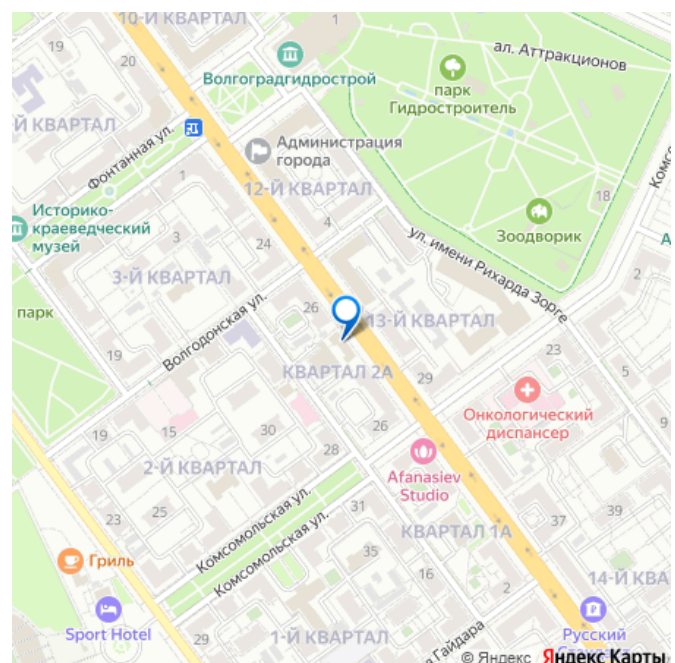 10-Й КВАРТАЛ
1
19
20
Волгоградгидрострой
ал. Аттракционов
парк
Гидростроитель
Й КВАРТАЛ
Фонтанная ул.
Администрация
города
12-Й КВАРТАЛ
18
Комсо
1
Историко-
краеведческий
музей
3
24
4
Зоодворик
А
ул. имени Рихарда Зорге
2
3-Й КВАРТАЛ
парк
Волгодонская ул.
26
13-Й КВАРТАЛ
19
КВАРТАЛ 2А
29
23
5
Онкологический
диспансер
9
19
15
30
26
28
2-Й КВАРТАЛ
Afanasiev
Studio
23
25
Комсомольская ул.
Комсомольская ул.
31
КВАРТАЛ 1А
37
39
Гриль
35
16
2
14-Й КВА
Sport Hotel
29
1-Й КВАРТАЛ
Гайдара
Русский
© Яндекс Яндекс Карты